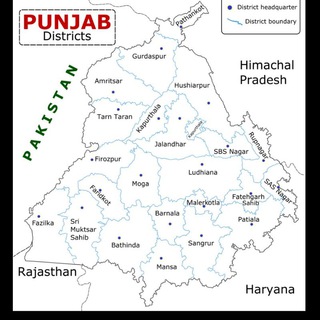 PUNJAB
Districts
District headquarter
District boundary
Pathankot
Gurdaspur
PAKISTAN
Himachal
Pradesh
Amritsar
Hushiarpur
Tarn Taran
Kapurthala
Jalandhar
SBS Nagar
Rupnagar
Firozpur
Moga
Ludhiana
SAS Nagar
Faridkot
Fatehgarh
Sahib
Malerkotla
Fazilka
Sri
Muktsar
Sahib
Barnala
Patiala
Bathinda
Sangrur
Mansa
Rajasthan
Haryana